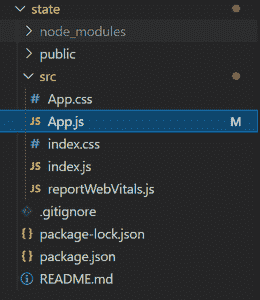 state
node_modules
public
src
# App.css
JS App.js M
# index.css
JS index.js
JS reportWebVitals.js
.gitignore
{} package-lock.json
{} package.json
README.md